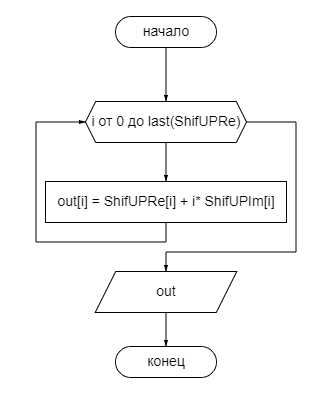 начало
i от 0 до last(ShifUPRe)
out[i] = ShifUPRe[i] + i* ShifUPIm[i]
out
конец